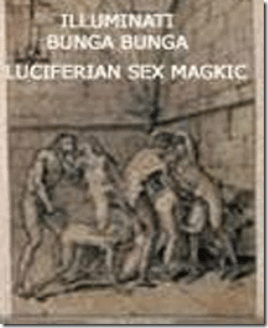 ILLUMINATI
BUNGA BUNGA
LUCIFERIAN SEX MAGKIC